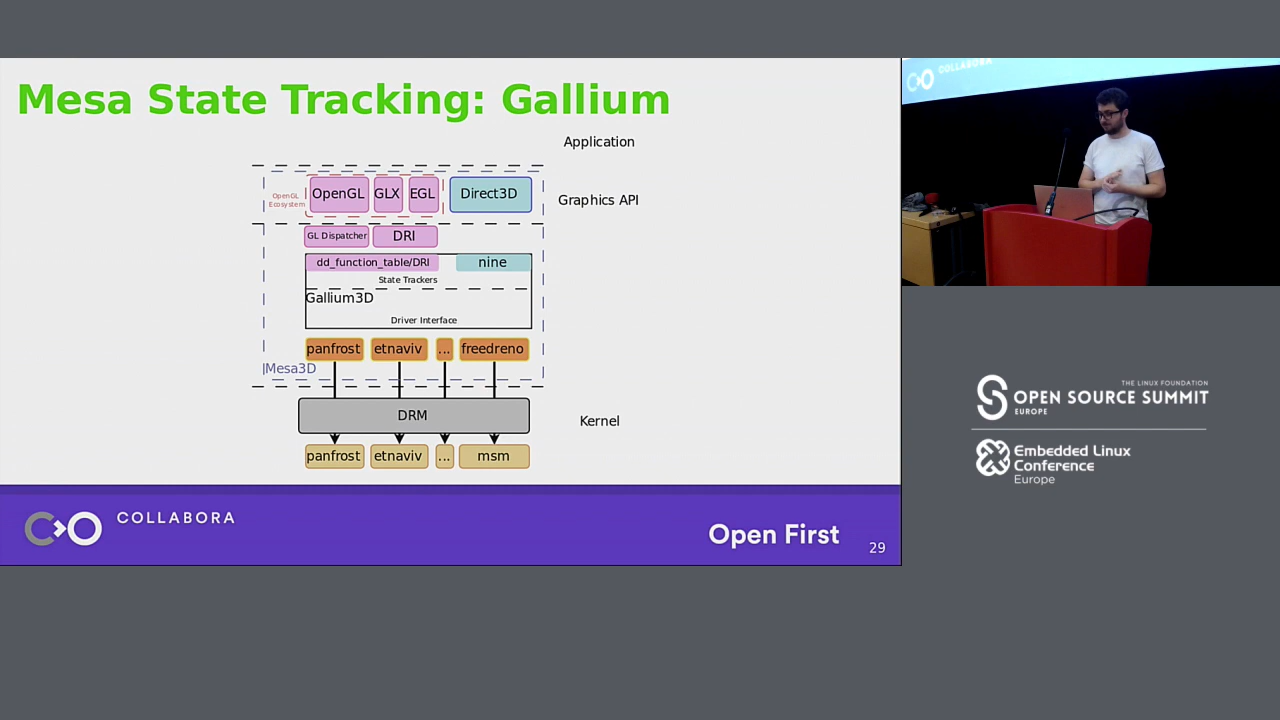 Mesa State Tracking: Gallium
Application
OpenGL
Ecosystem
OpenGL
GLX
EGL
Direct3D
Graphics API
GL Dispatcher
DRI
dd_function_table/DRI
nine
State Trackers
Gallium3D
Driver Interface
panfrost
etnaviv
...
freedreno
Mesa3D
DRM
Kernel
panfrost
etnaviv
...
msm
COLLABORA
Open First
29
COLLABORA
THE LINUX FOUNDATION
OPEN SOURCE SUMMIT
EUROPE
Embedded Linux
Conference
Europe